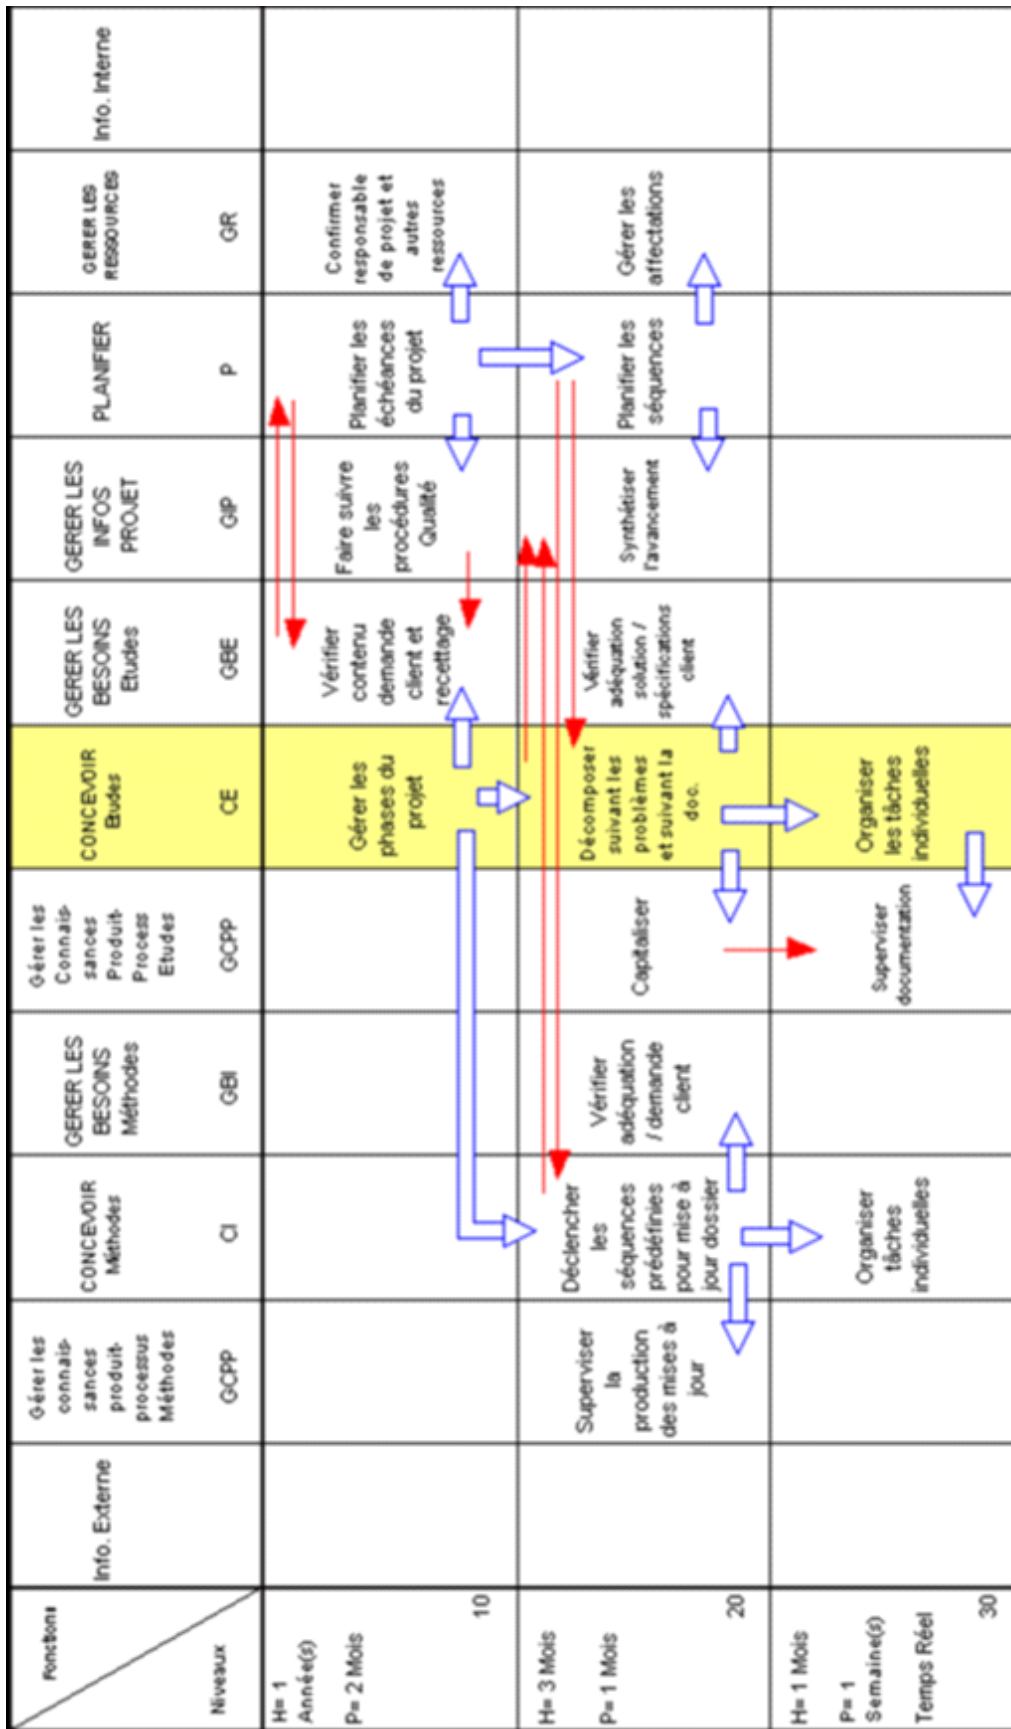 Fonctions
Niveaux
Info. Externe
Gérer les
connais-
sances
produit-
processus
Méthodes
GCPP
CONCEVOIR
Méthodes
CI
GERER LES
BESOINS
Méthodes
GBI
Gérer les
Connais-
sances
Produit-
Process
Etudes
GCPP
CONCEVOIR
Etudes
CE
GERER LES
BESOINS
Etudes
GBE
GERER LES
INFOS
PROJET
GIP
PLANIFIER
P
GERER LES
RESSOURCES
GR
Info. Interne
H= 1
Année(s)
P= 2 Mois
10
Gérer les
phases du
projet
Vérifier
contenu
demande
client et
recettage
Faire suivre
les
procédures
Qualité
Planifier les
échéances
du projet
Confirmer
responsable
de projet et
autres
ressources
H= 3 Mois
P= 1 Mois
20
Superviser
la
production
des mises à
jour
Déclencher
les
séquences
prédéfinies
pour mise à
jour dossier
Vérifier
adéquation
/ demande
client
Capitaliser
Décomposer
suivant les
problèmes
et suivant la
doc.
Vérifier
adéquation
solution /
spécifications
client
Synthétiser
l'avancement
Planifier les
séquences
Gérer les
affectations
H= 1 Mois
P= 1
Semaine(s)
Temps Réel
30
Organiser
tâches
individuelles
Superviser
documentation
Organiser
les tâches
individuelles